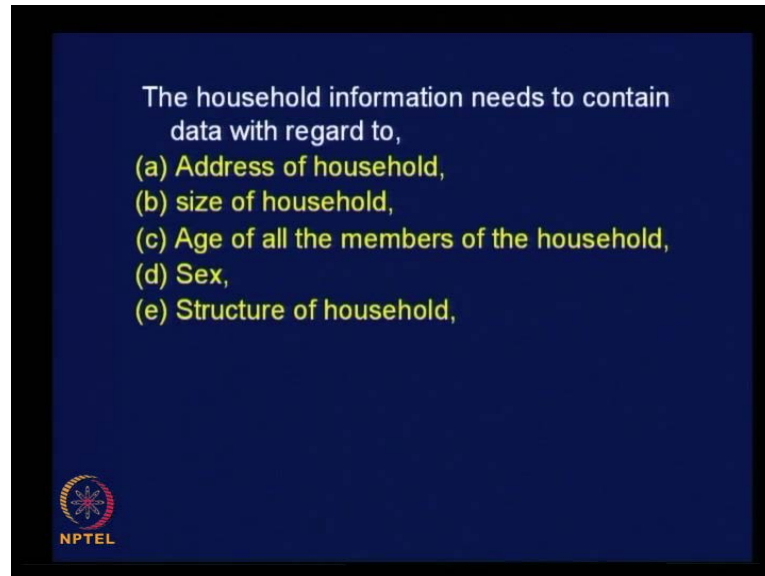 The household information needs to contain
data with regard to,
(a) Address of household,
(b) size of household,
(c) Age of all the members of the household,
(d) Sex,
(e) Structure of household,
NPTEL